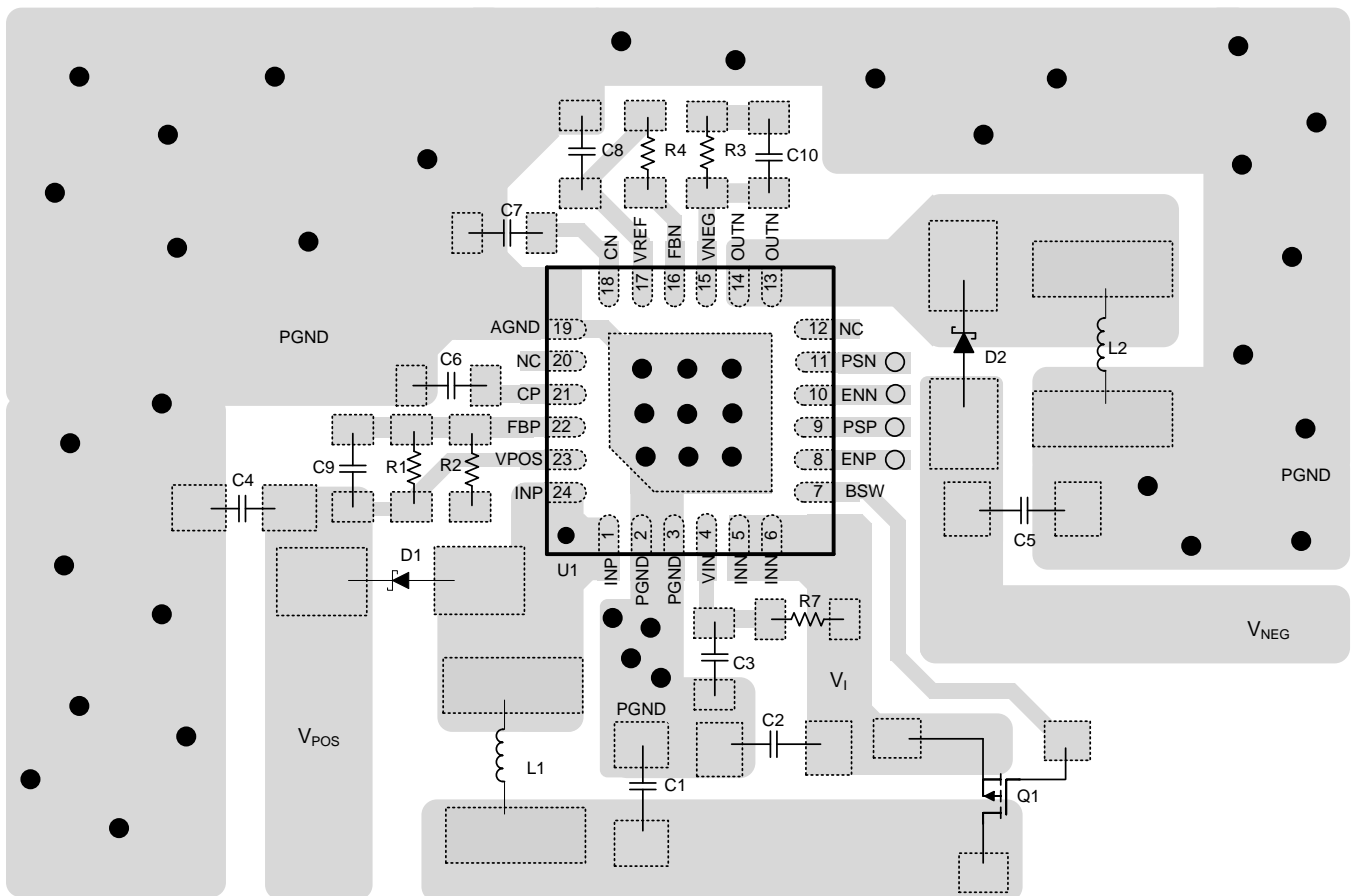 C8
R4
R3
C10
C7
CN
VREF
FBN
VNEG
OUTN
OUTN
18
17
16
15
14
13
AGND
19
12
NC
PGND
NC
20
11
PSN
D2
L2
C6
CP
21
10
ENN
FBP
22
9
PSP
C9
R1
R2
VPOS
23
8
ENP
C4
INP
24
7
BSW
PGND
C5
1
2
3
4
5
6
D1
U1
INP
PGND
PGND
VIN
INN
INN
R7
VNEG
C3
VI
PGND
VPOS
C2
L1
C1
Q1